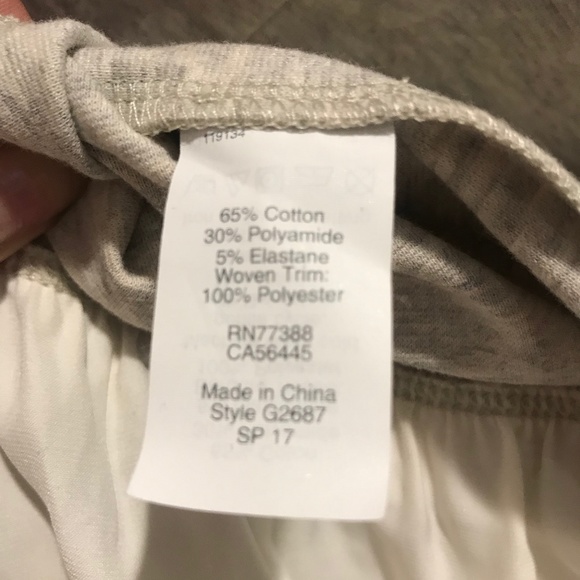 119134
65% Cotton
30% Polyamide
5% Elastane
Woven Trim:
100% Polyester
RN77388
CA56445
Made in China
Style G2687
SP 17